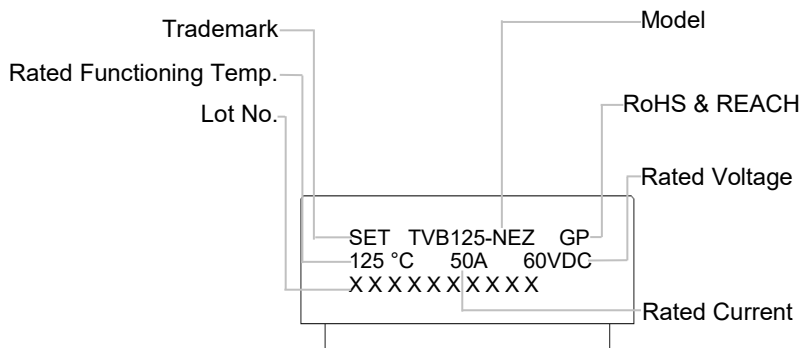 Trademark
Model
Rated Functioning Temp.
Lot No.
RoHS & REACH
Rated Voltage
SET TVB125-NEZ GP
125 °C 50A 60VDC
X X X X X X X X X X
Rated Current